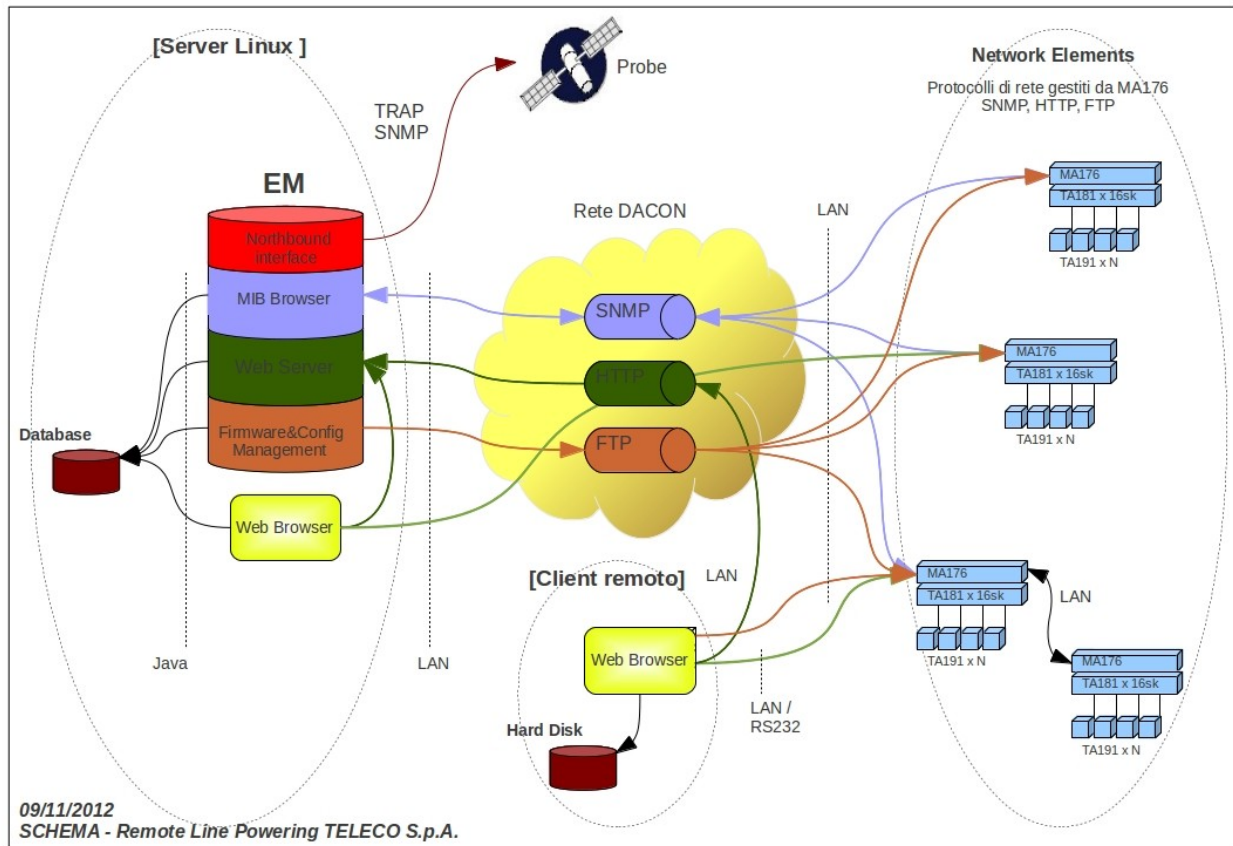 [Server Linux ]
Probe
TRAP
SNMP
Network Elements
Protocolli di rete gestiti da MA176
SNMP, HTTP, FTP
EM
Northbound
interface
MIB Browser
Web Server
Firmware&Config
Management
Database
Web Browser
Java
LAN
Rete DACON
SNMP
HTTP
FTP
LAN
MA176
TA181 x 16sk
TA191 x N
MA176
TA181 x 16sk
TA191 x N
MA176
TA181 x 16sk
TA191 x N
LAN
MA176
TA181 x 16sk
TA191 x N
[Client remoto]
LAN
Web Browser
LAN /
RS232
Hard Disk
09/11/2012
SCHEMA - Remote Line Powering TELECO S.p.A.